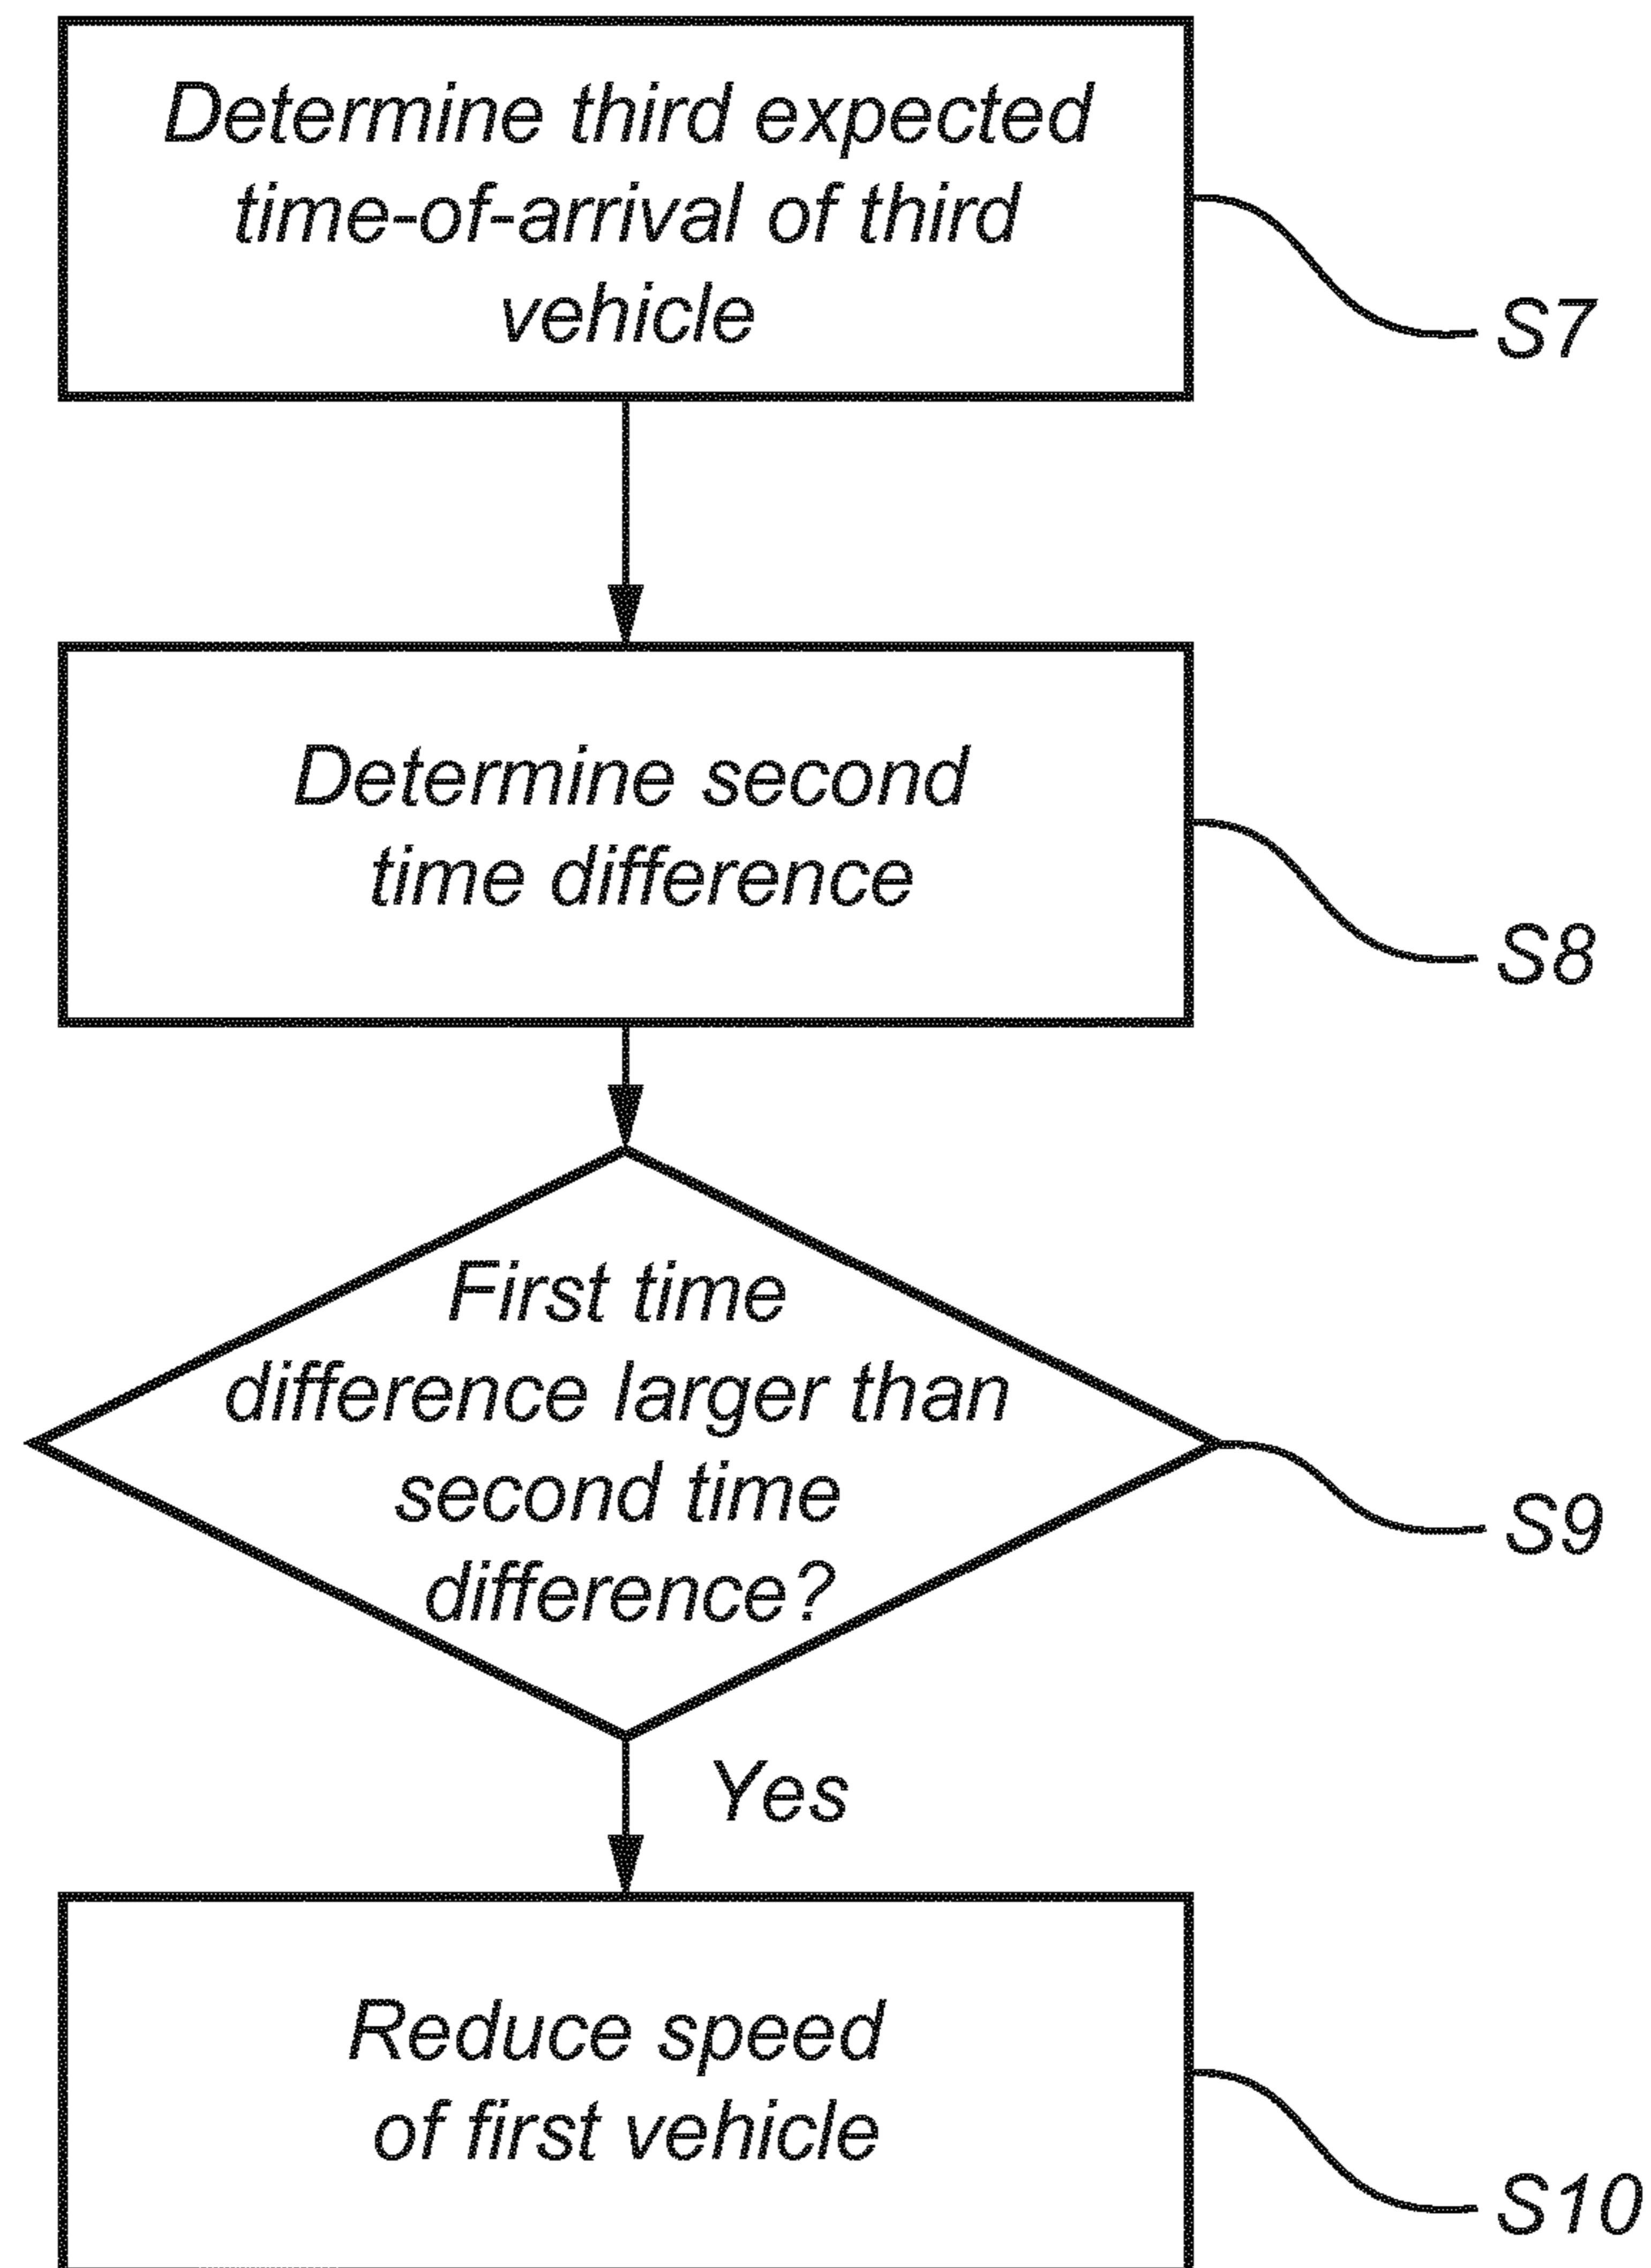 Determine third expected
time-of-arrival of third
vehicle
S7
Determine second
time difference
S8
First time
difference larger than
second time
difference?
S9
Yes
Reduce speed
of first vehicle
S10